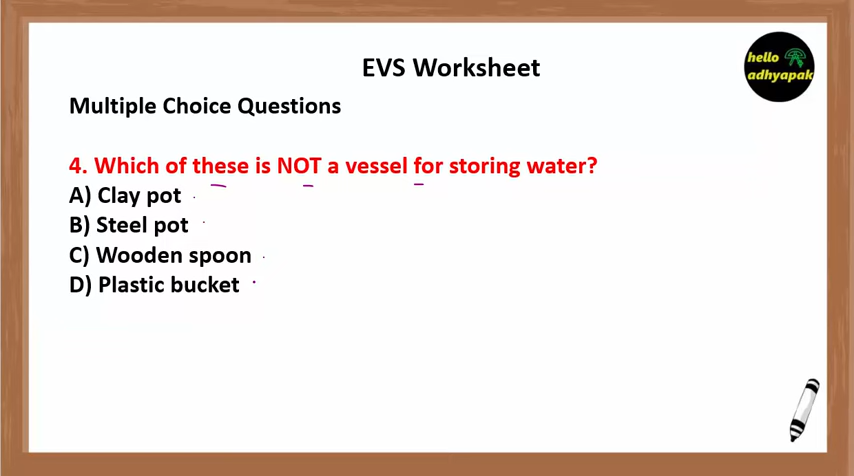 EVS Worksheet
hello
adhyapak
Multiple Choice Questions
4. Which of these is NOT a vessel for storing water?
A) Clay pot
B) Steel pot
C) Wooden spoon
D) Plastic bucket